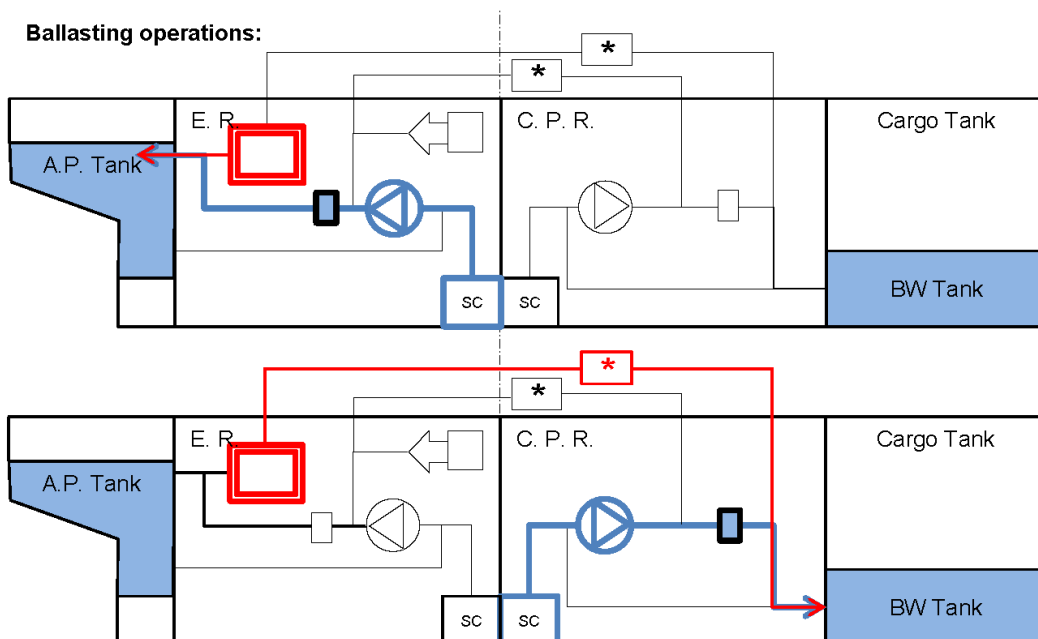 Ballasting operations:
*
*
E. R.
C. P. R.
Cargo Tank
A.P. Tank
BW Tank
sc
sc
*
*
E. R.
C. P. R.
Cargo Tank
A.P. Tank
BW Tank
sc
sc